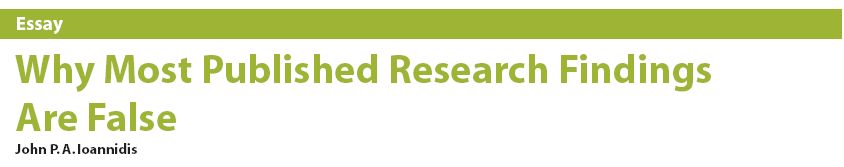 Essay
Why Most Published Research Findings
Are False
John P. A. Ioannidis